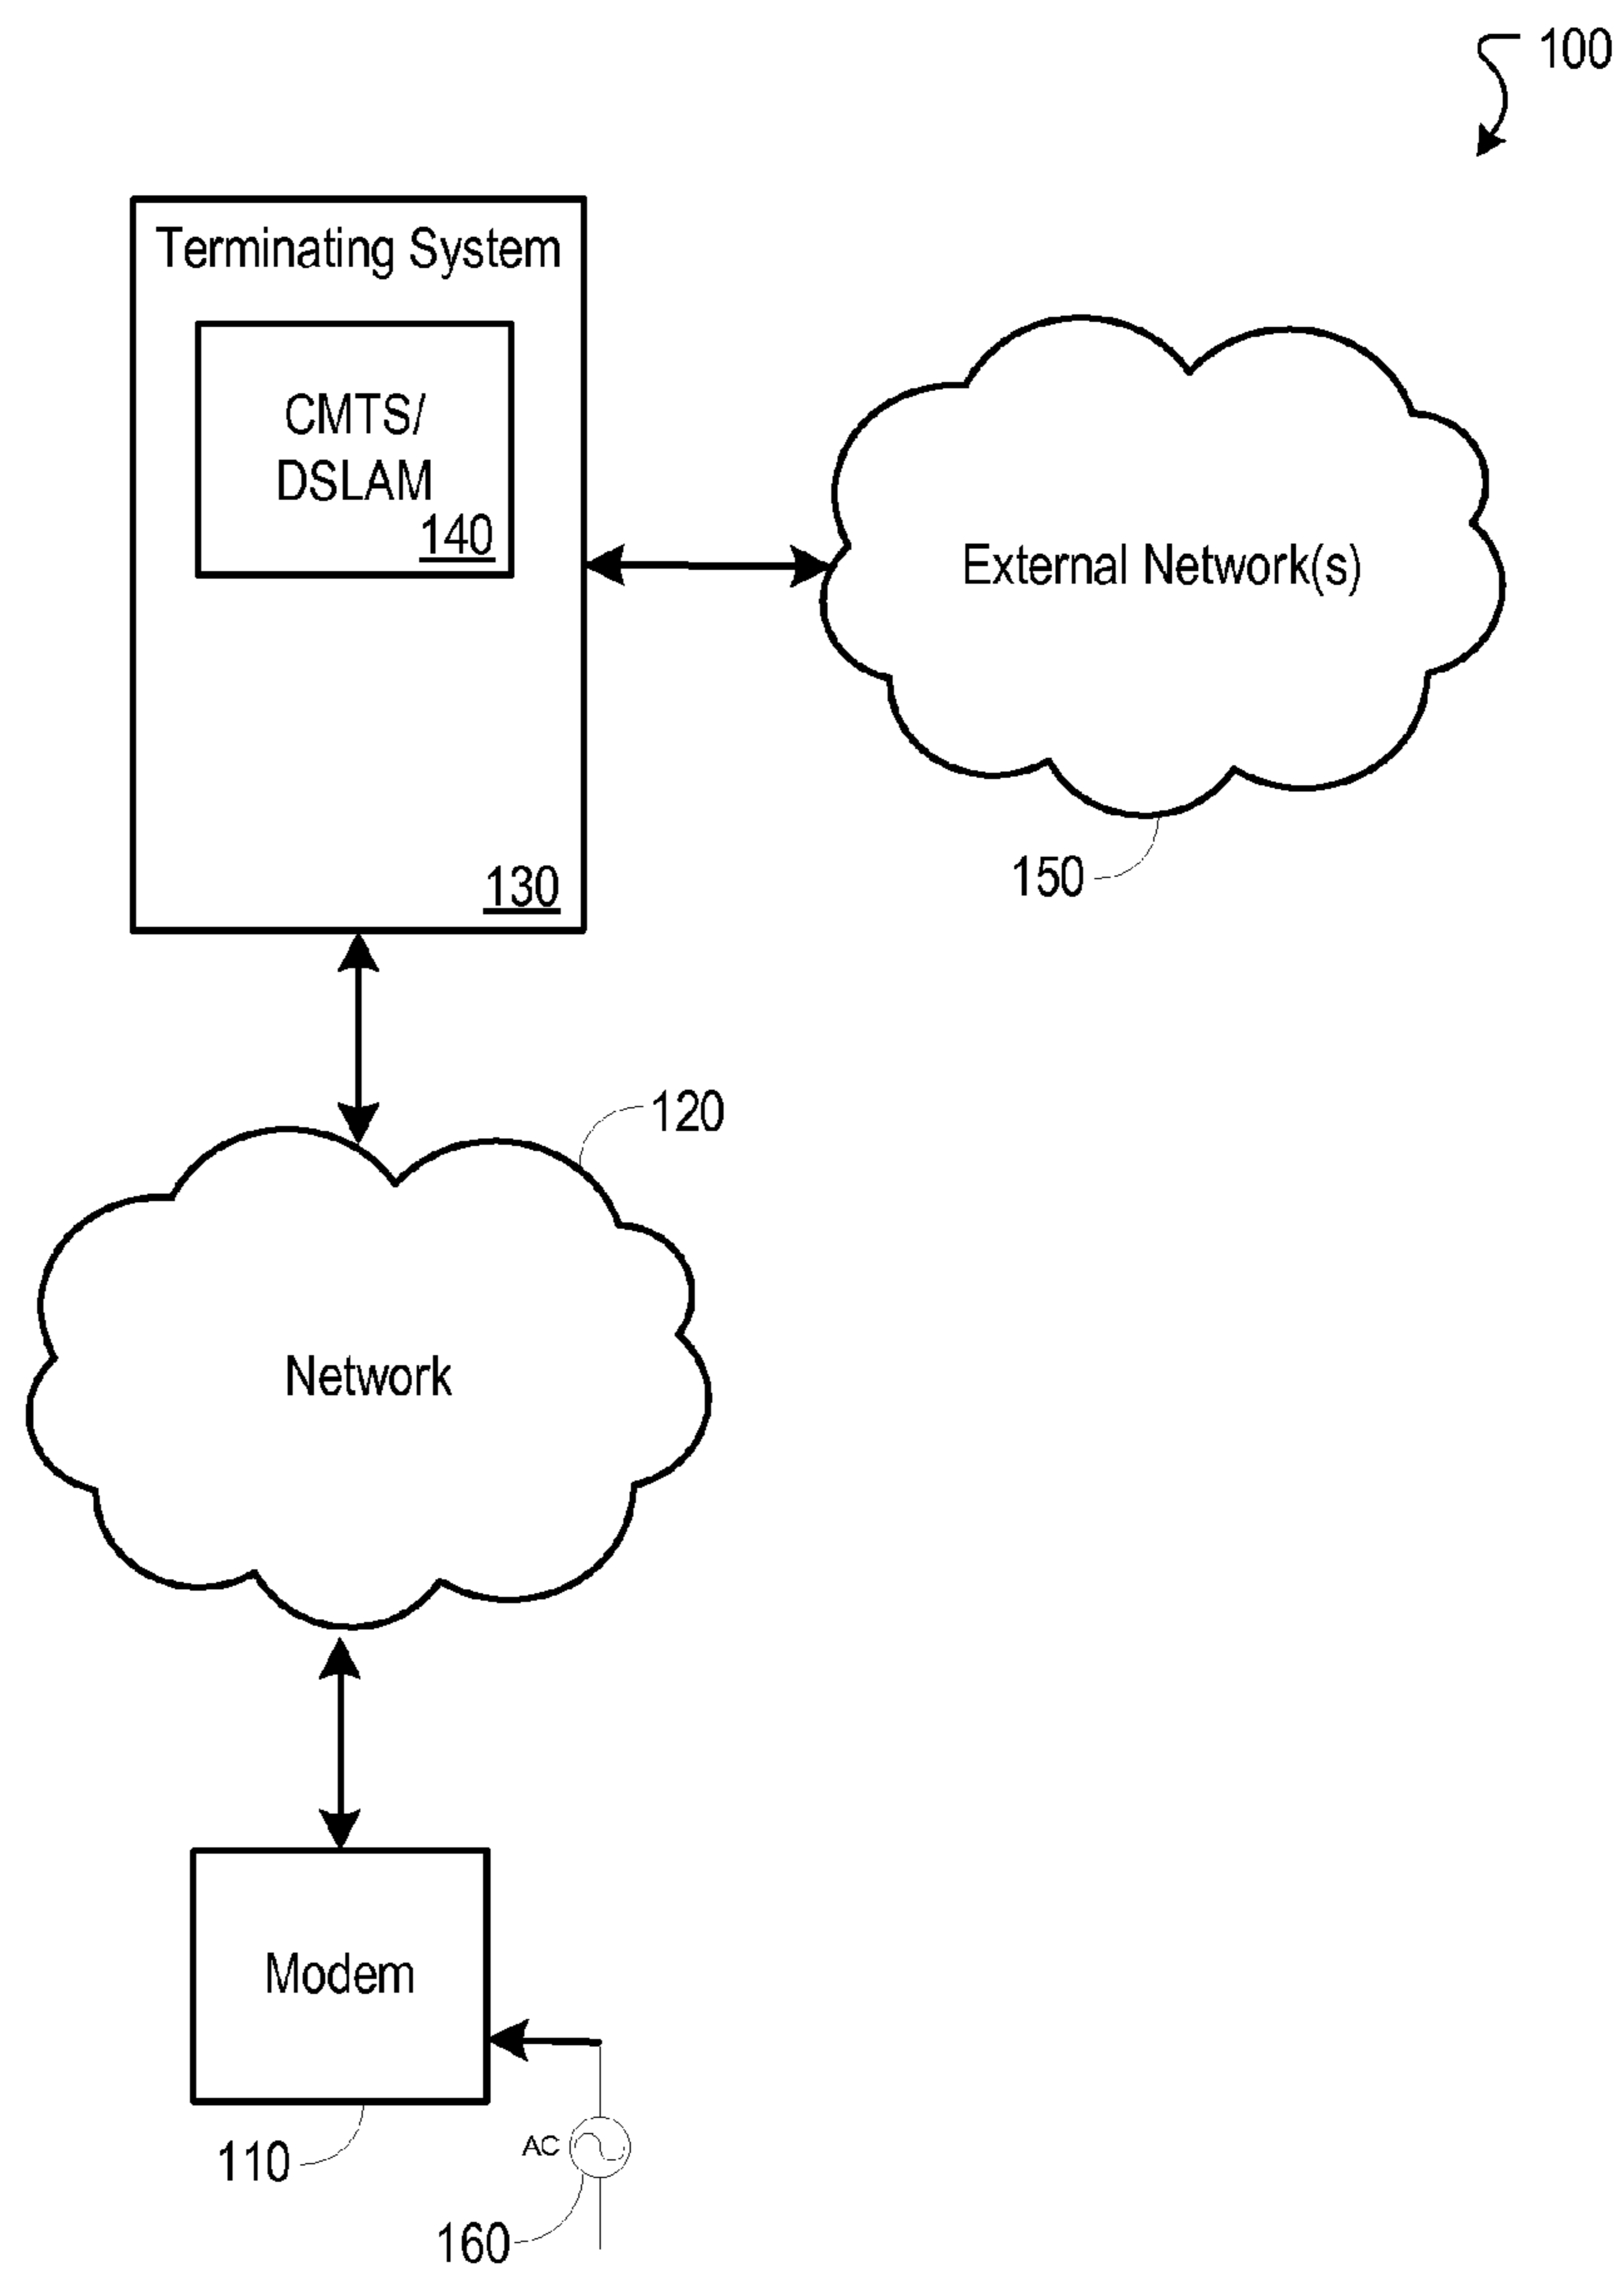 100
Terminating System
CMTS/
DSLAM
140
External Network(s)
130
150
120
Network
Modem
110
AC
160